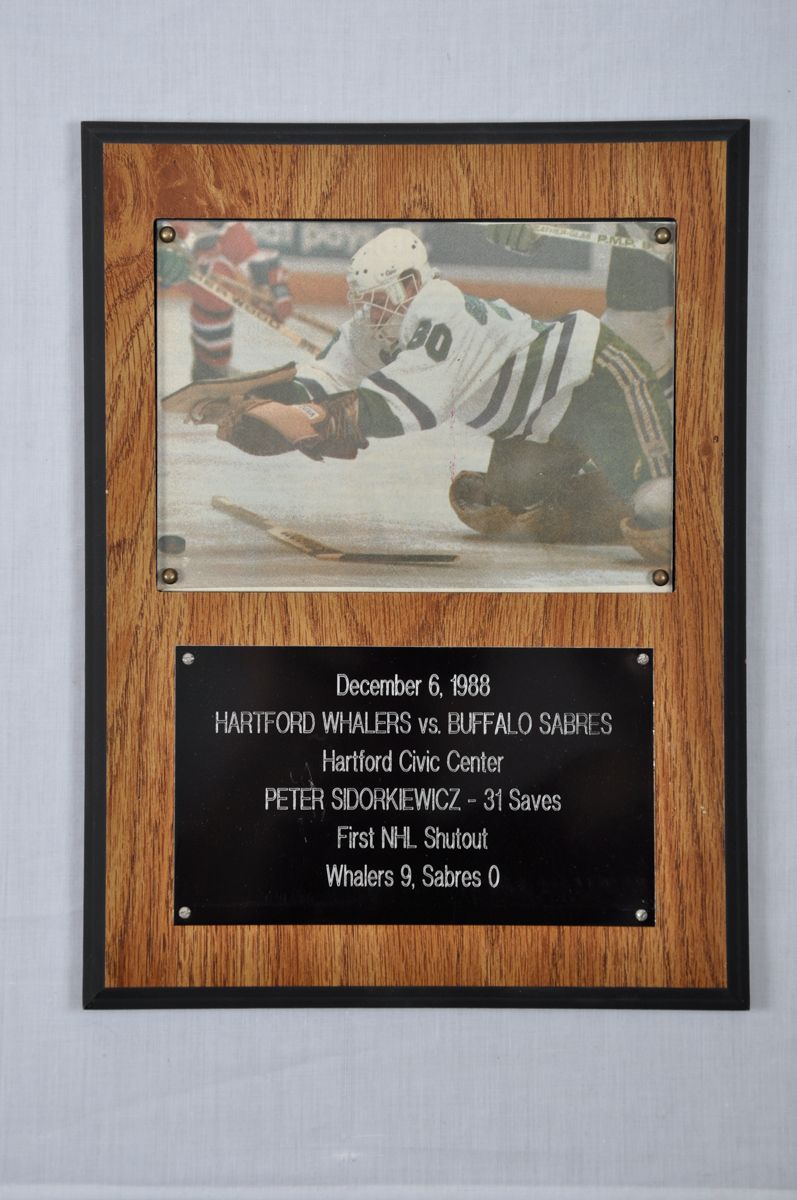 30
P.M.P.
December 6, 1988
HARTFORD WHALERS vs. BUFFALO SABRES
Hartford Civic Center
PETER SIDORKIEWICZ - 31 Saves
First NHL Shutout
Whalers 9, Sabres 0